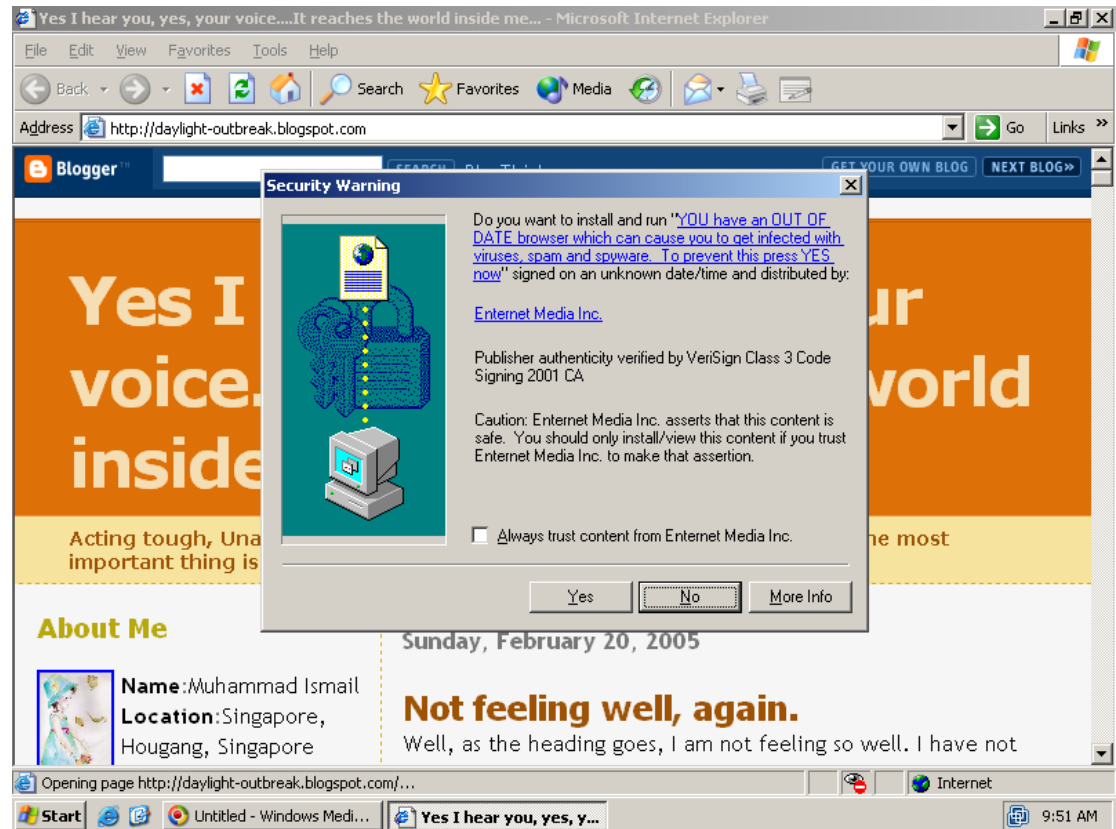 Yes I hear you, yes, your voice....It reaches the world inside me... - Microsoft Internet Explorer
File Edit View Favorites Tools Help
Back Search Favorites Media
Address http://daylight-outbreak.blogspot.com Go Links »
Blogger™ SEARCH GET YOUR OWN BLOG NEXT BLOG»
Security Warning
Do you want to install and run "YOU have an OUT OF
DATE browser which can cause you to get infected with
viruses, spam and spyware. To prevent this press YES
now" signed on an unknown date/time and distributed by:
Enternet Media Inc.
Publisher authenticity verified by VeriSign Class 3 Code
Signing 2001 CA
Caution: Enternet Media Inc. asserts that this content is
safe. You should only install/view this content if you trust
Enternet Media Inc. to make that assertion.
Always trust content from Enternet Media Inc.
Yes No More Info
Yes I
voice. world
inside
Acting tough, Una
important thing is
he most
About Me
Name:Muhammad Ismail
Location:Singapore,
Hougang, Singapore
Sunday, February 20, 2005
Not feeling well, again.
Well, as the heading goes, I am not feeling so well. I have not
Opening page http://daylight-outbreak.blogspot.com/... Internet
Start Untitled - Windows Medi... Yes I hear you, yes, y... 9:51 AM